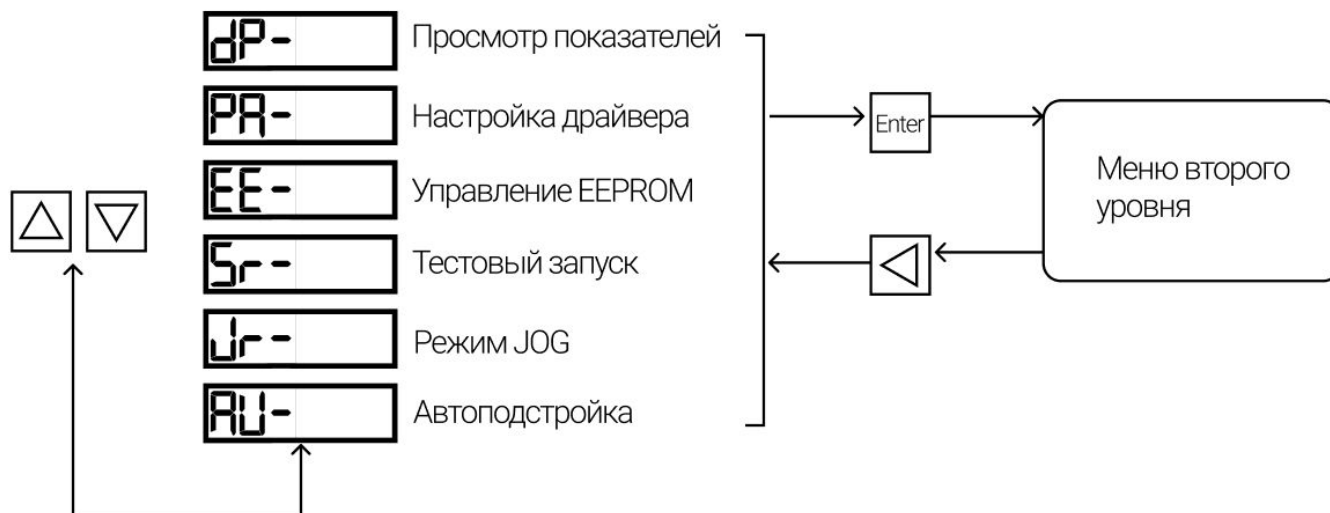 dP- Просмотр показателей
PA- Настройка драйвера
Enter
EE- Управление EEPROM
Меню второго
уровня
Sr- Тестовый запуск
Jr- Режим JOG
AU- Автоподстройка